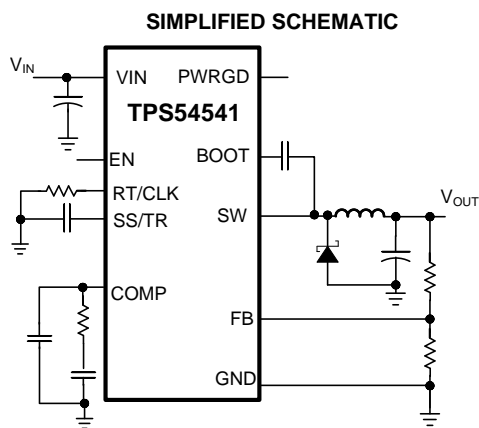 SIMPLIFIED SCHEMATIC
VIN
VIN
PWRGD
TPS54541
EN
BOOT
RT/CLK
SS/TR
SW
VOUT
COMP
FB
GND